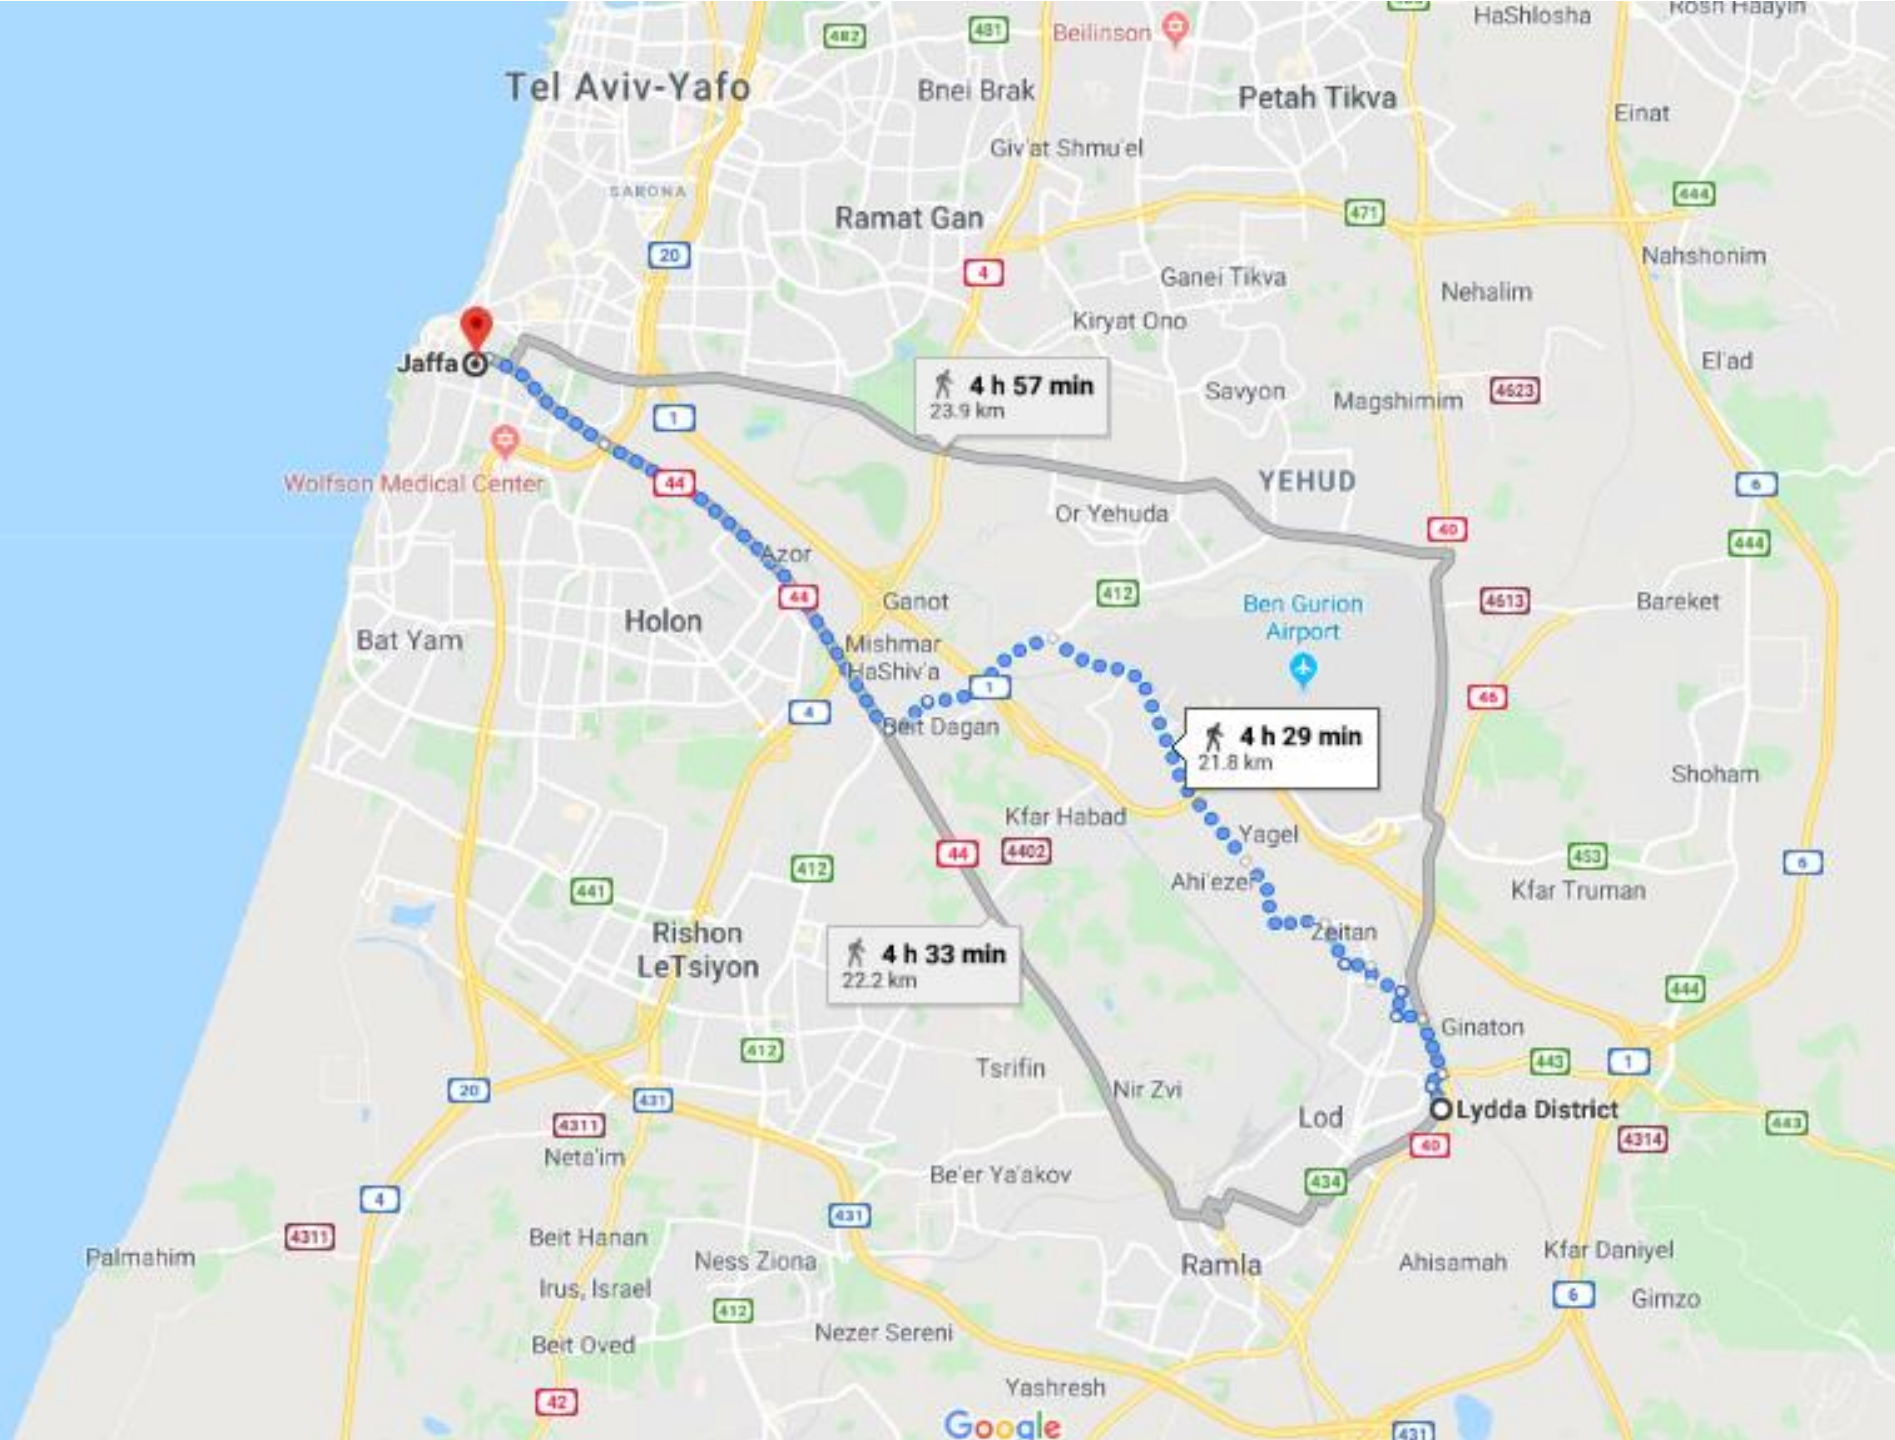 HaShlosha
Rosh Haayin
482
481
Beilinson
Tel Aviv-Yafo
Bnei Brak
Petah Tikva
Einat
Giv'at Shmu'el
SARONA
444
Ramat Gan
471
20
Nahshonim
4
Ganei Tikva
Nehalim
Kiryat Ono
Jaffa
El'ad
4 h 57 min
23.9 km
Savyon
Magshimim
4623
1
Wolfson Medical Center
44
YEHUD
6
Or Yehuda
40
444
Azor
44
Ganot
412
Ben Gurion
Airport
4613
Bareket
Holon
Bat Yam
Mishmar
HaShiv'a
1
46
4
Beit Dagan
4 h 29 min
21.8 km
Shoham
Kfar Habad
Yagel
44
4402
453
6
412
441
Ahi'ezer
Kfar Truman
Rishon
LeTsiyon
Zeitan
4 h 33 min
22.2 km
444
Ginaton
412
Tsrifin
443
1
20
431
Nir Zvi
Lydda District
Lod
443
4311
40
4314
Neta'im
Be'er Ya'akov
434
4
431
4311
Beit Hanan
Palmahim
Ness Ziona
Ramla
Ahisamah
Kfar Daniyel
Irus, Israel
6
Gimzo
412
Beit Oved
Nezer Sereni
42
Yashresh
Google
431